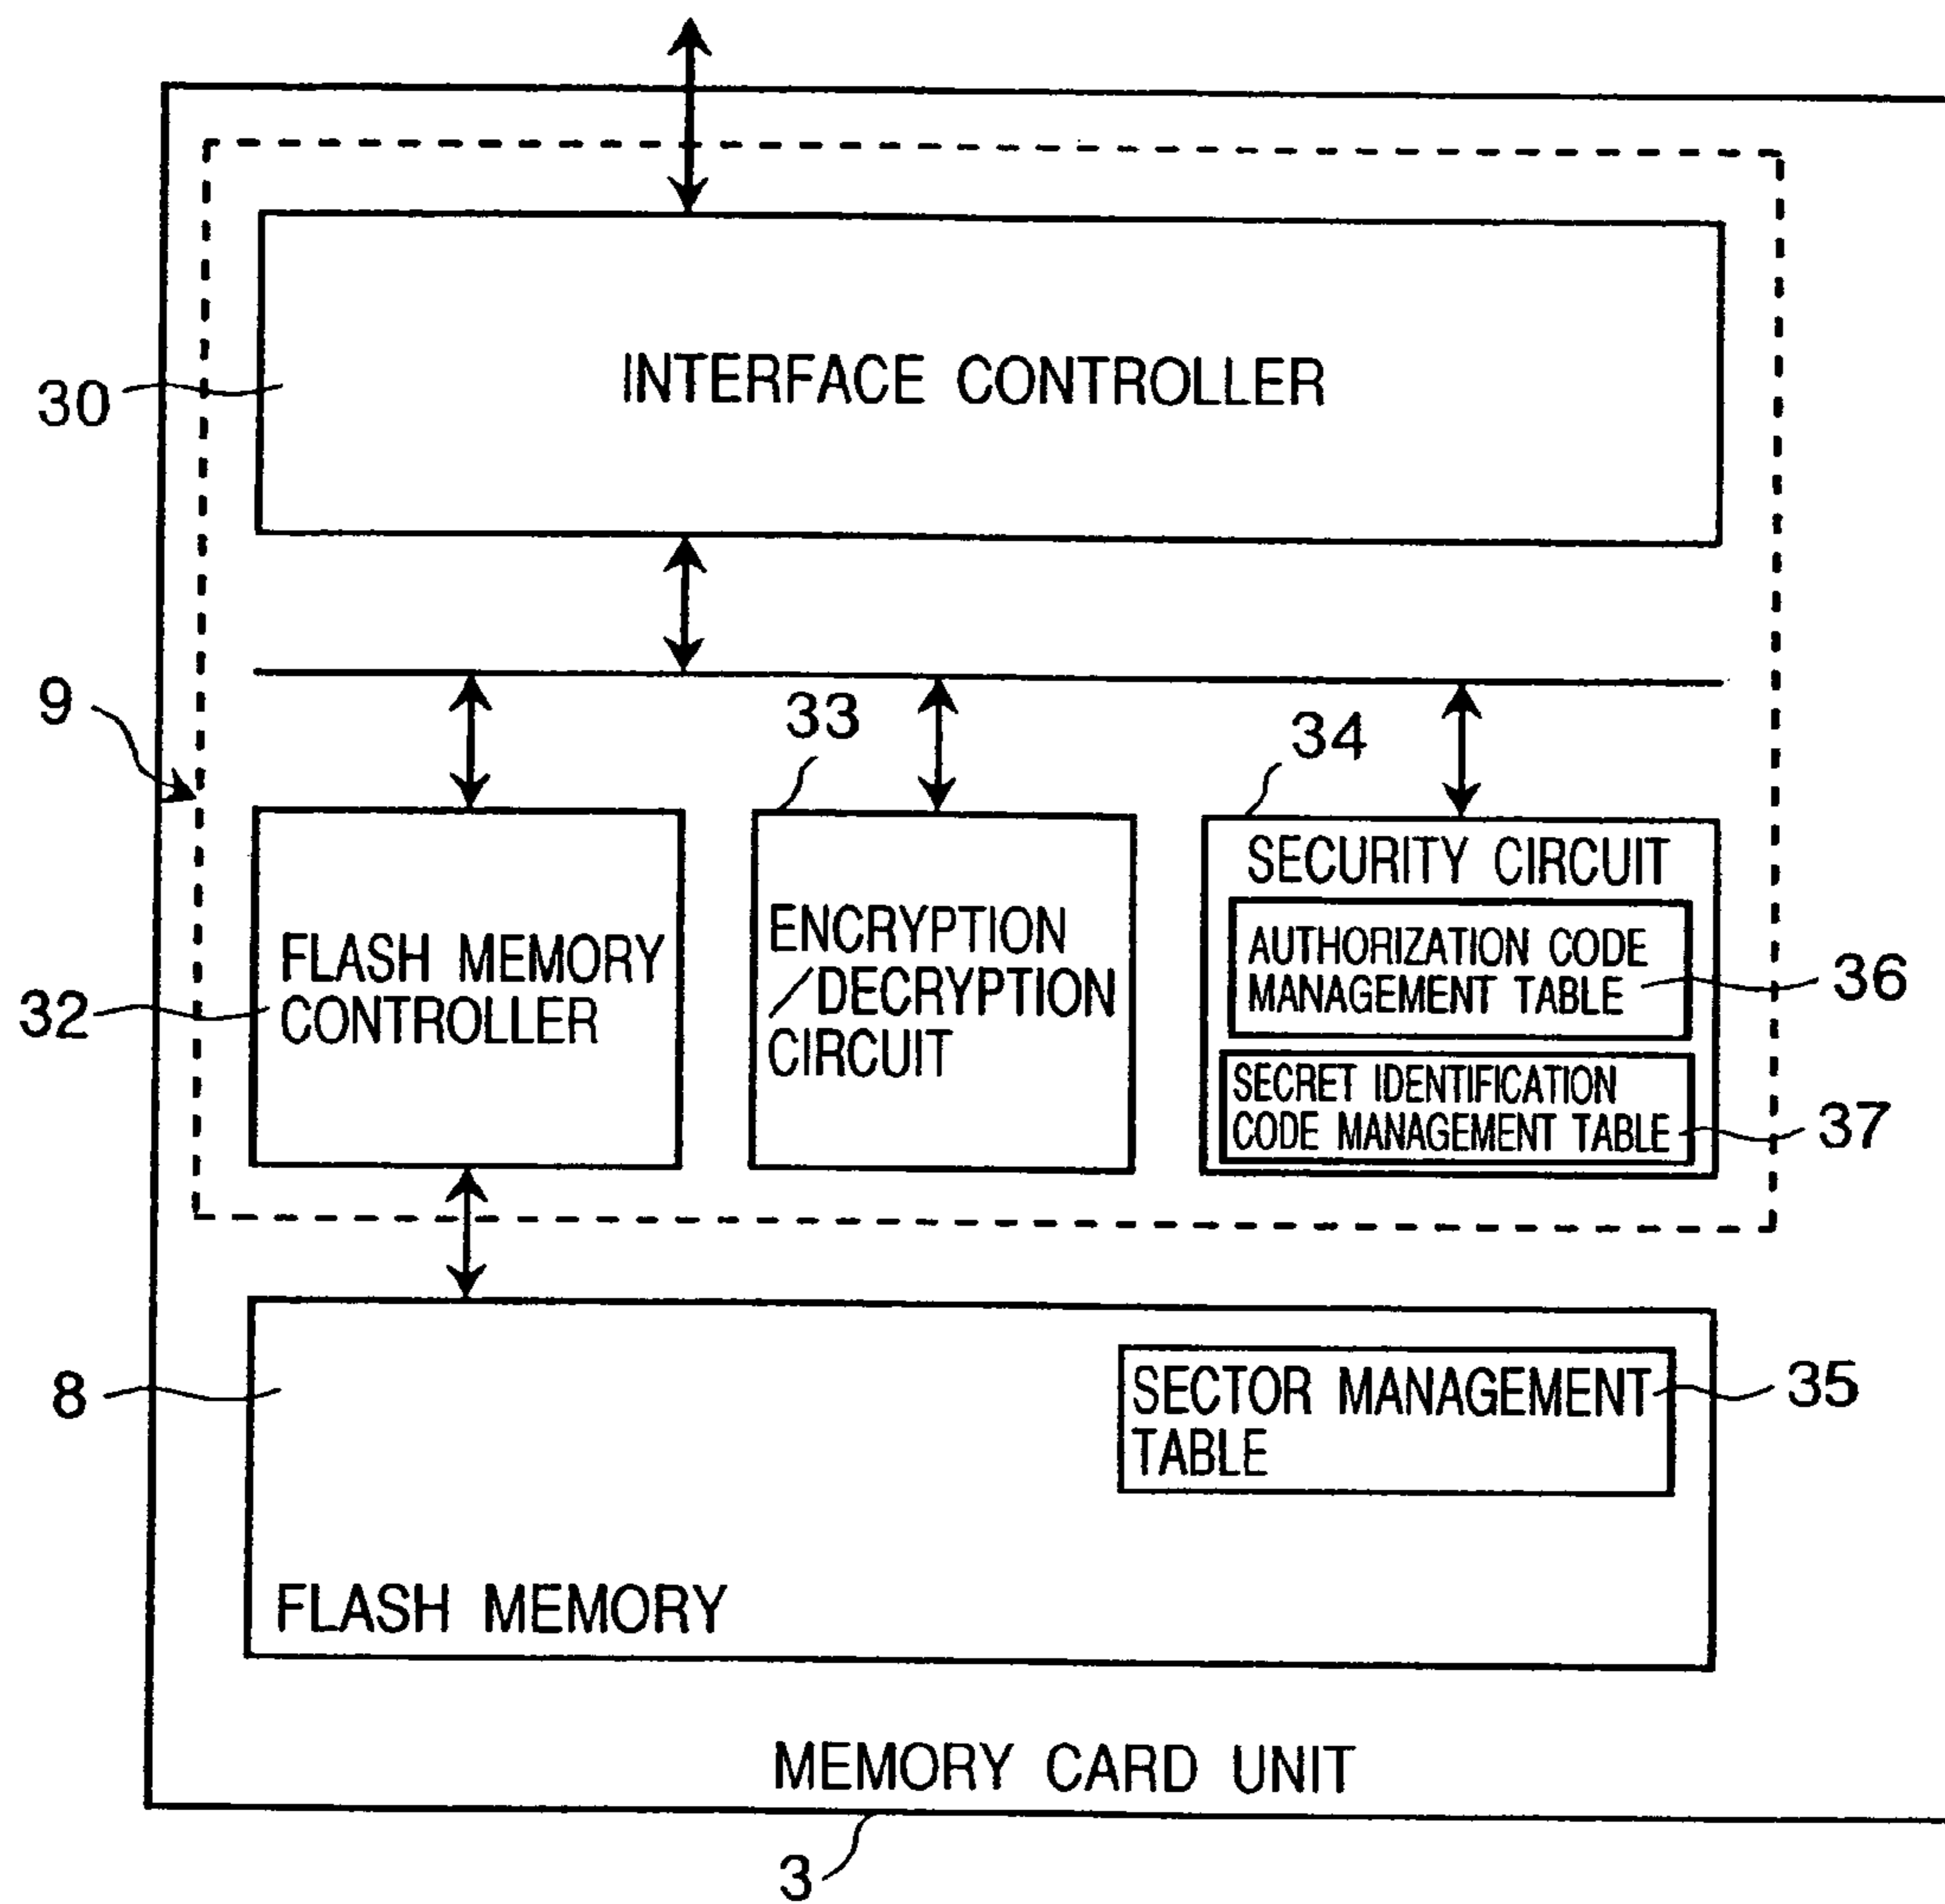 INTERFACE CONTROLLER
30
9
33
34
FLASH MEMORY
CONTROLLER
32
ENCRYPTION
/DECRYPTION
CIRCUIT
SECURITY CIRCUIT
AUTHORIZATION CODE
MANAGEMENT TABLE
36
SECRET IDENTIFICATION
CODE MANAGEMENT TABLE
37
8
SECTOR MANAGEMENT
TABLE
35
FLASH MEMORY
MEMORY CARD UNIT
3